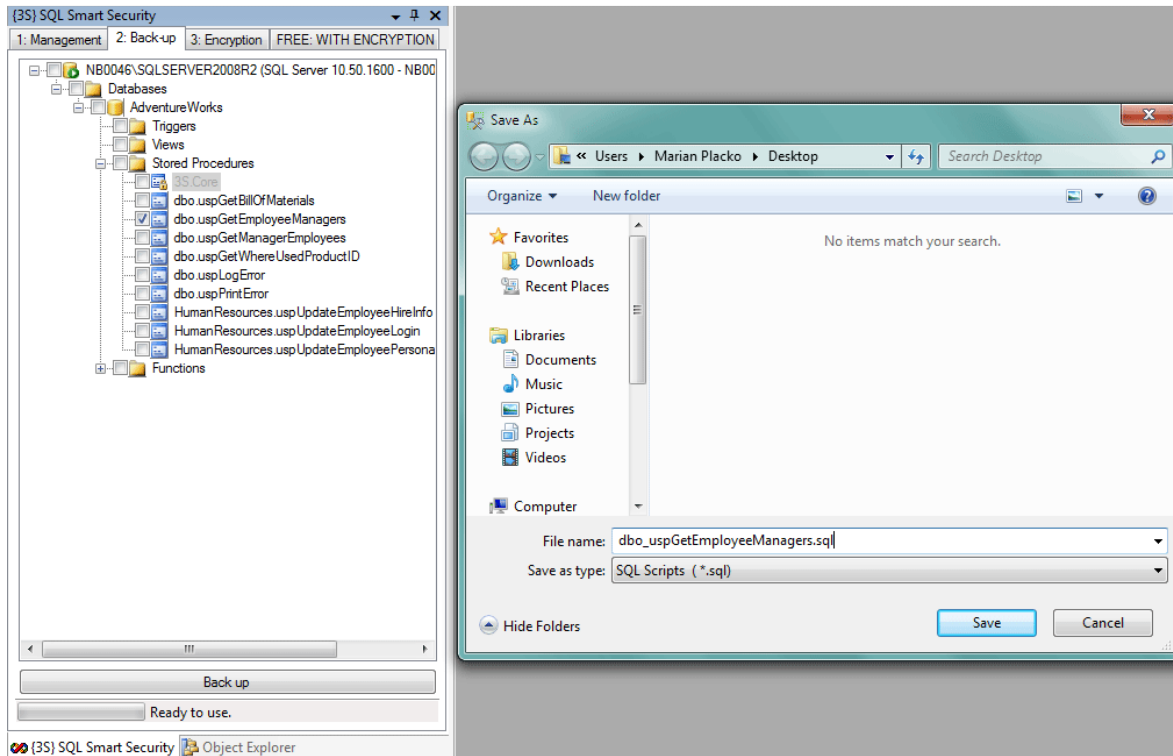 {3S} SQL Smart Security
1: Management 2: Back-up 3: Encryption FREE: WITH ENCRYPTION
NB0046\SQLSERVER2008R2 (SQL Server 10.50.1600 - NB00
Databases
AdventureWorks
Triggers
Views
Stored Procedures
3S.Core
dbo.uspGetBillOfMaterials
dbo.uspGetEmployeeManagers
dbo.uspGetManagerEmployees
dbo.uspGetWhereUsedProductID
dbo.uspLogError
dbo.uspPrintError
HumanResources.uspUpdateEmployeeHireInfo
HumanResources.uspUpdateEmployeeLogin
HumanResources.uspUpdateEmployeePersona
Functions
Back up
Ready to use.
{3S} SQL Smart Security Object Explorer
Save As
« Users Marian Placko Desktop Search Desktop
Organize New folder
Favorites
Downloads
Recent Places
Libraries
Documents
Music
Pictures
Projects
Videos
Computer
No items match your search.
File name: dbo_uspGetEmployeeManagers.sql
Save as type: SQL Scripts ( *.sql)
Hide Folders Save Cancel